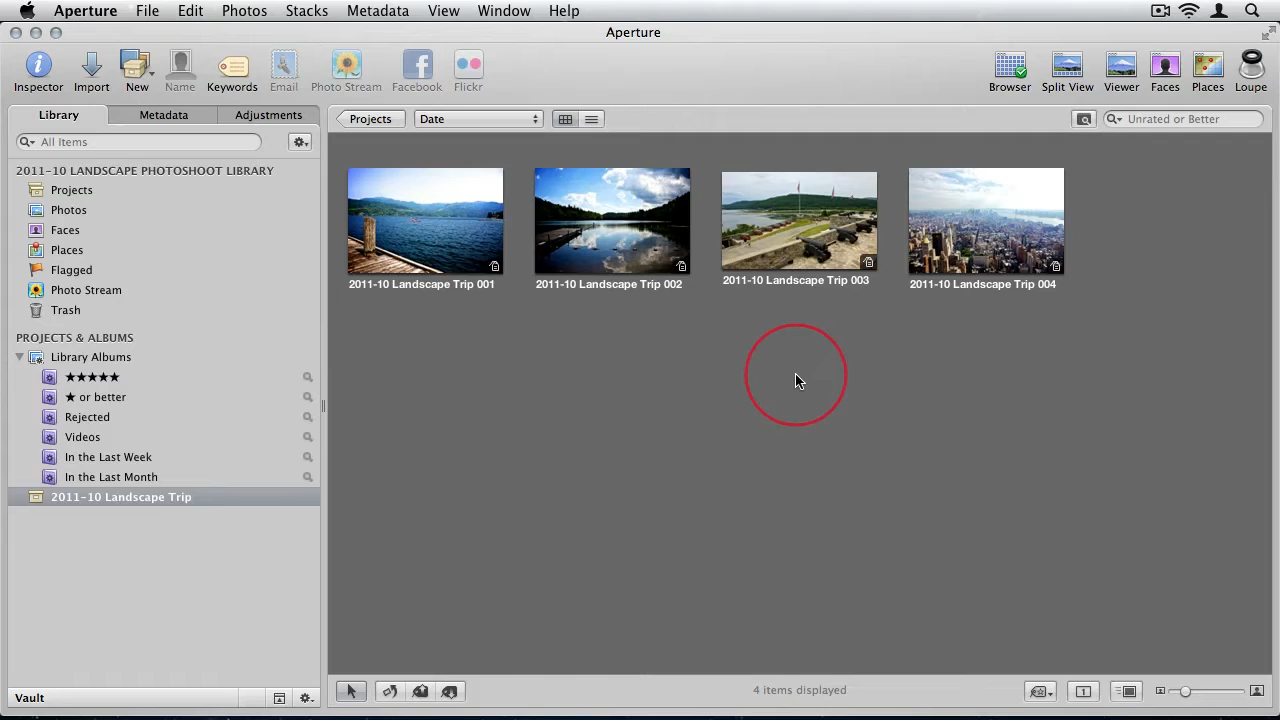 Aperture File Edit Photos Stacks Metadata View Window Help
Aperture
Inspector Import New Name Keywords Email Photo Stream Facebook Flickr Browser Split View Viewer Faces Places Loupe
Library Metadata Adjustments
Projects Date Unrated or Better
All Items
2011-10 LANDSCAPE PHOTOSHOOT LIBRARY
Projects
Photos
Faces
Places
Flagged
Photo Stream
Trash
PROJECTS & ALBUMS
Library Albums
★★★★★
★ or better
Rejected
Videos
In the Last Week
In the Last Month
2011-10 Landscape Trip
2011-10 Landscape Trip 001
2011-10 Landscape Trip 002
2011-10 Landscape Trip 003
2011-10 Landscape Trip 004
Vault
4 items displayed
1